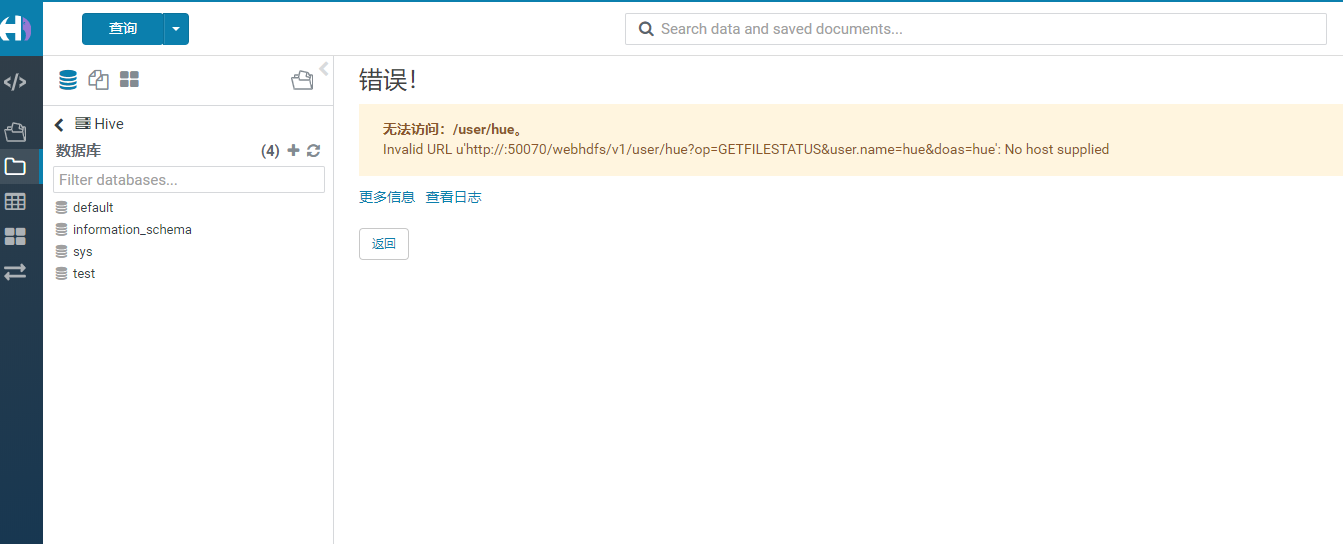 查询
Search data and saved documents...
Hive
数据库 (4)
Filter databases...
default
information_schema
sys
test
错误！
无法访问：/user/hue。
Invalid URL u'http://:50070/webhdfs/v1/user/hue?op=GETFILESTATUS&user.name=hue&doas=hue': No host supplied
更多信息 查看日志
返回